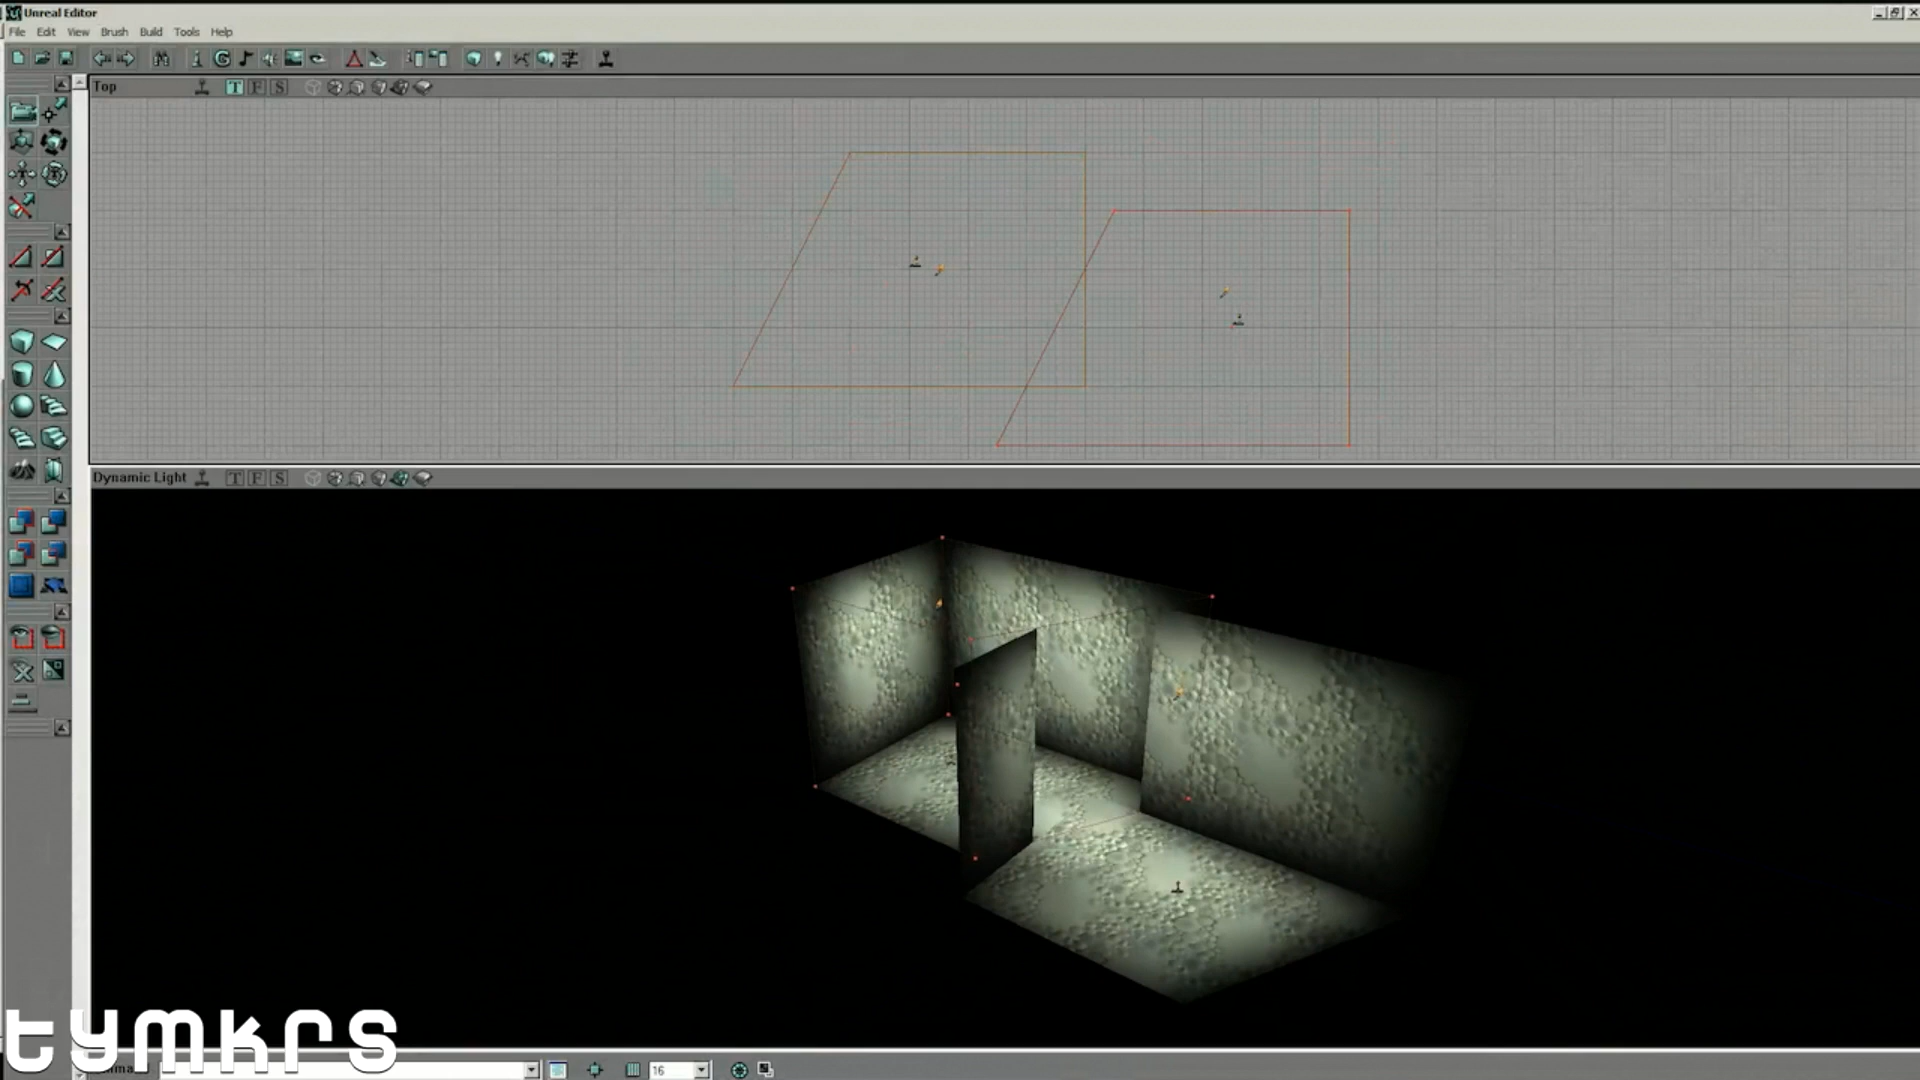 Unreal Editor
File Edit View Brush Build Tools Help
Top T F S
Dynamic Light T F S
tymkrs
16